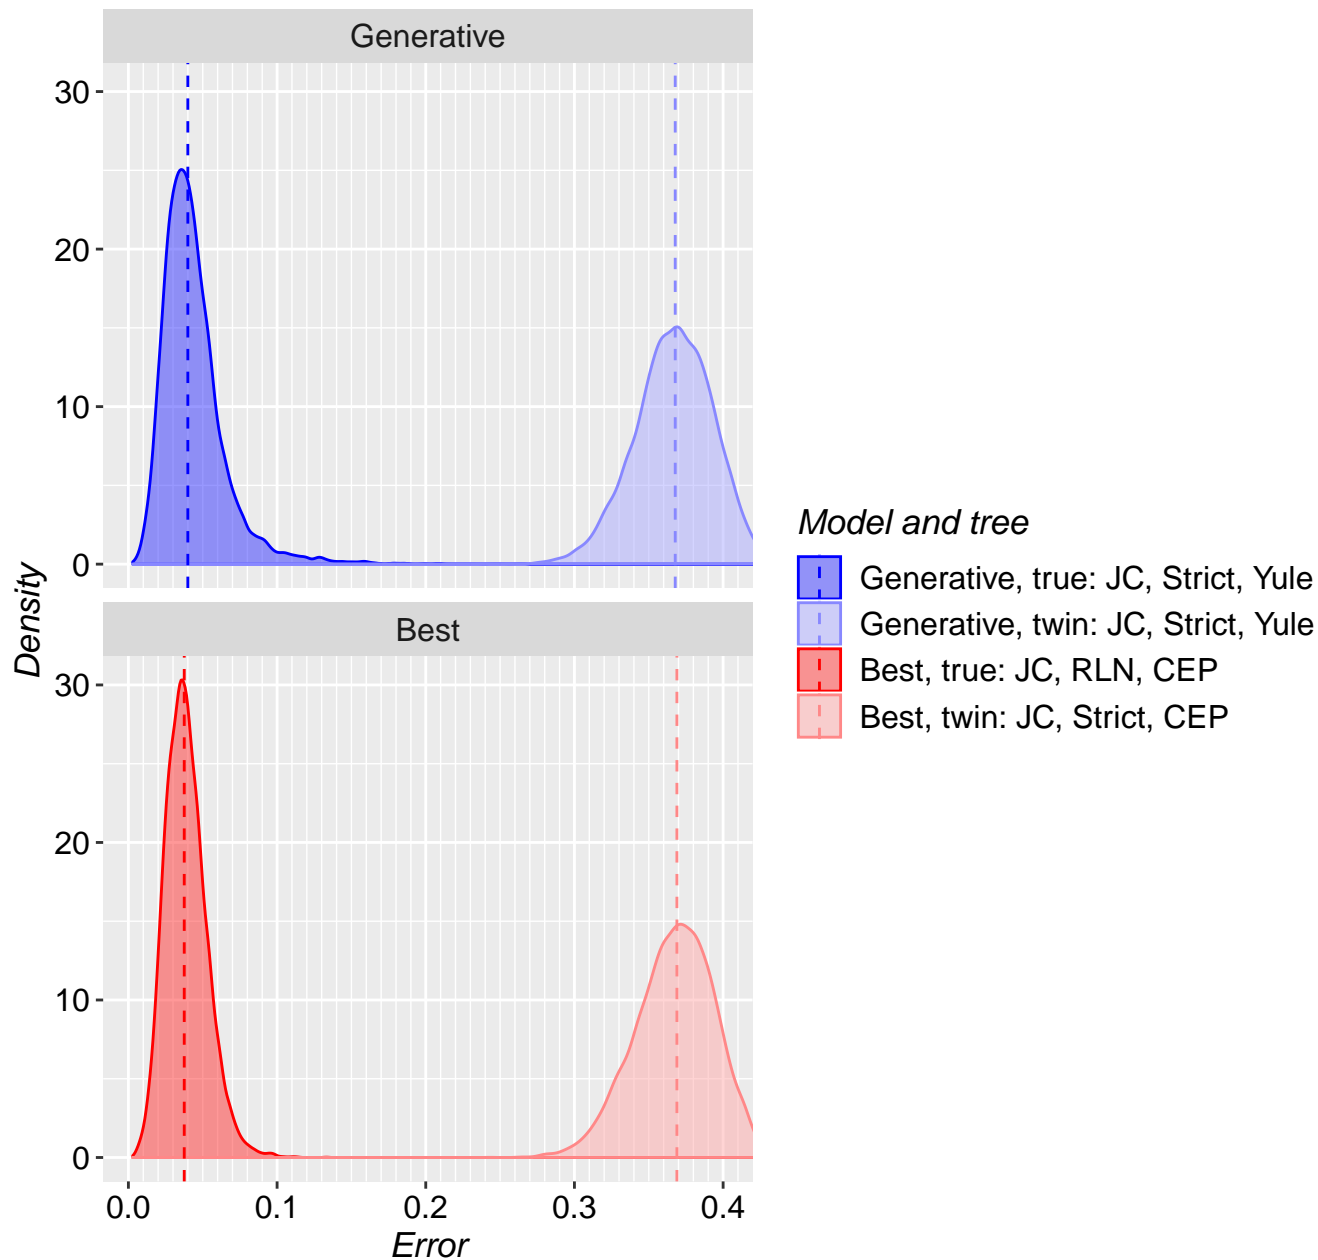 Generative
30
20
10
0
Density
Best
30
20
10
0
0.0 0.1 0.2 0.3 0.4
Error
Model and tree
Generative, true: JC, Strict, Yule
Generative, twin: JC, Strict, Yule
Best, true: JC, RLN, CEP
Best, twin: JC, Strict, CEP